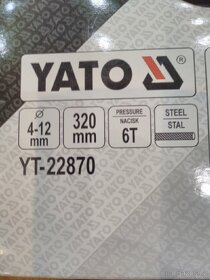 YATO ®
Ø
4-12
mm
320
mm
PRESSURE
NACISK
6T
STEEL
STAL
YT-22870